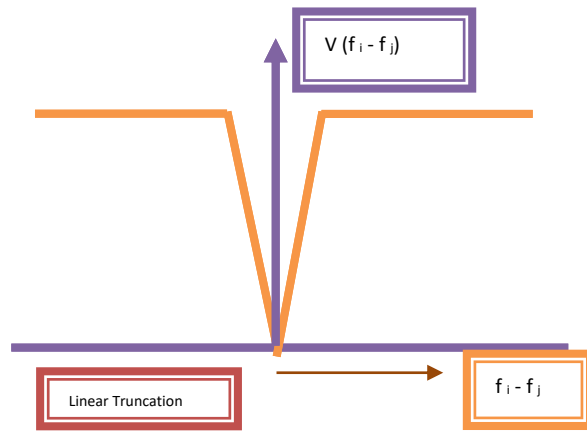 V (f i - f j)
Linear Truncation
f i - f j